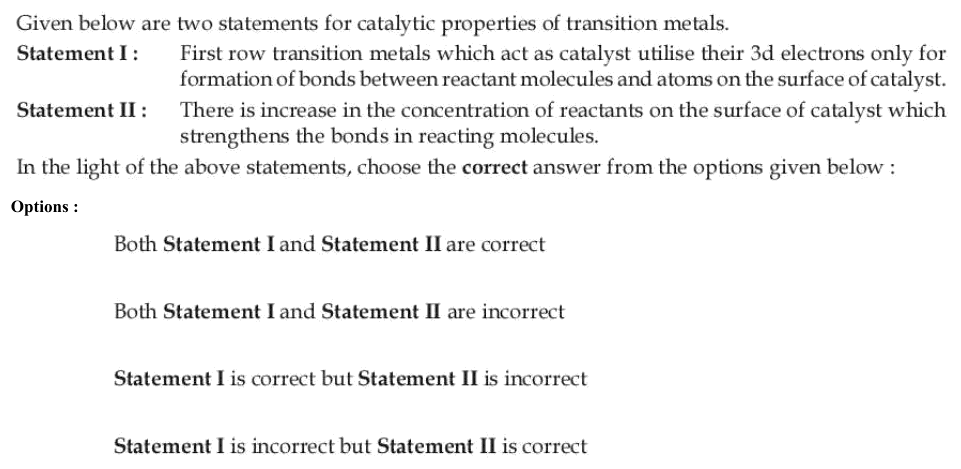 Given below are two statements for catalytic properties of transition metals.
Statement I : First row transition metals which act as catalyst utilise their 3d electrons only for
formation of bonds between reactant molecules and atoms on the surface of catalyst.
Statement II : There is increase in the concentration of reactants on the surface of catalyst which
strengthens the bonds in reacting molecules.
In the light of the above statements, choose the correct answer from the options given below :
Options :
Both Statement I and Statement II are correct
Both Statement I and Statement II are incorrect
Statement I is correct but Statement II is incorrect
Statement I is incorrect but Statement II is correct